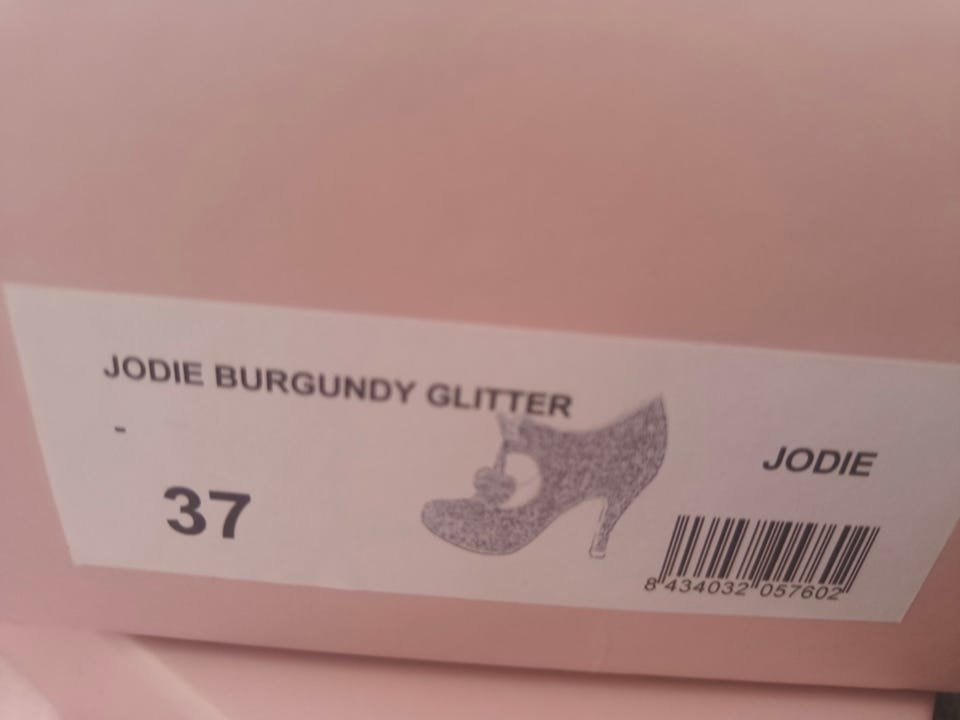 JODIE BURGUNDY GLITTER
-
JODIE
37
8 434032 057602